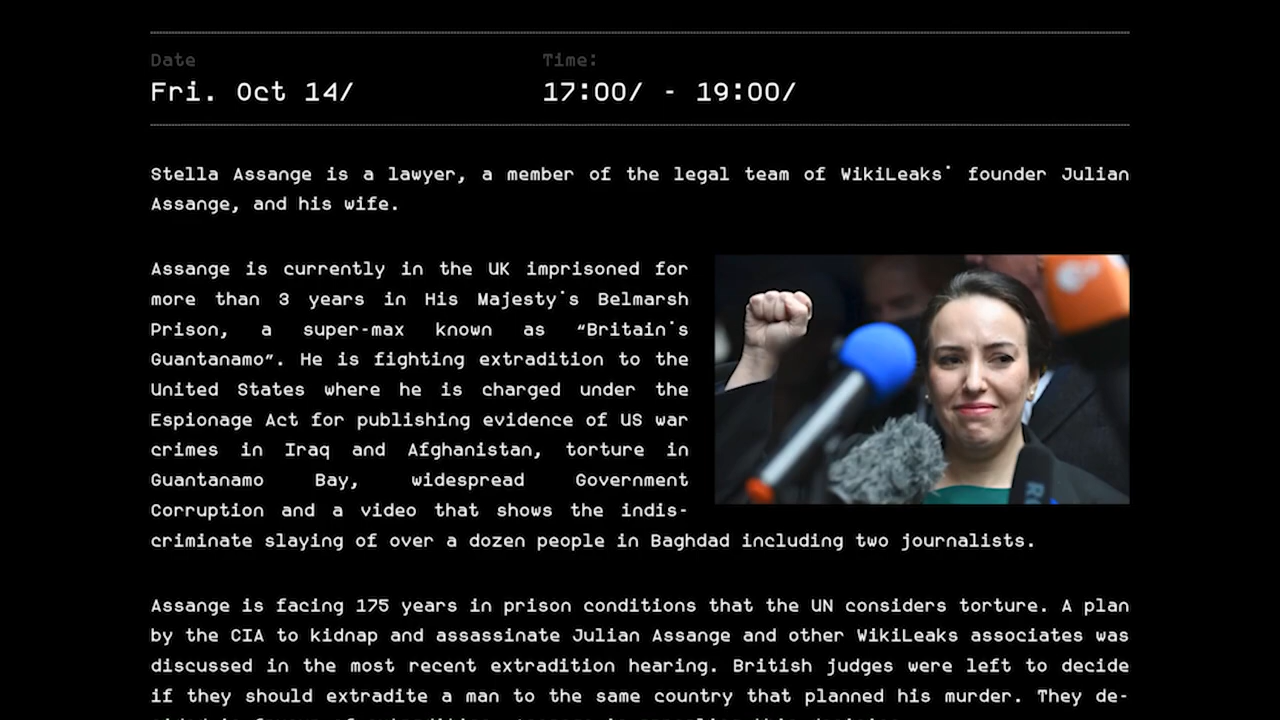 Date
Time:
Fri. Oct 14/
17:00/ - 19:00/
Stella Assange is a lawyer, a member of the legal team of WikiLeaks' founder Julian
Assange, and his wife.
Assange is currently in the UK imprisoned for
more than 3 years in His Majesty's Belmarsh
Prison, a super-max known as “Britain's
Guantanamo”. He is fighting extradition to the
United States where he is charged under the
Espionage Act for publishing evidence of US war
crimes in Iraq and Afghanistan, torture in
Guantanamo Bay, widespread Government
Corruption and a video that shows the indis-
criminate slaying of over a dozen people in Baghdad including two journalists.
Assange is facing 175 years in prison conditions that the UN considers torture. A plan
by the CIA to kidnap and assassinate Julian Assange and other WikiLeaks associates was
discussed in the most recent extradition hearing. British judges were left to decide
if they should extradite a man to the same country that planned his murder. They de-